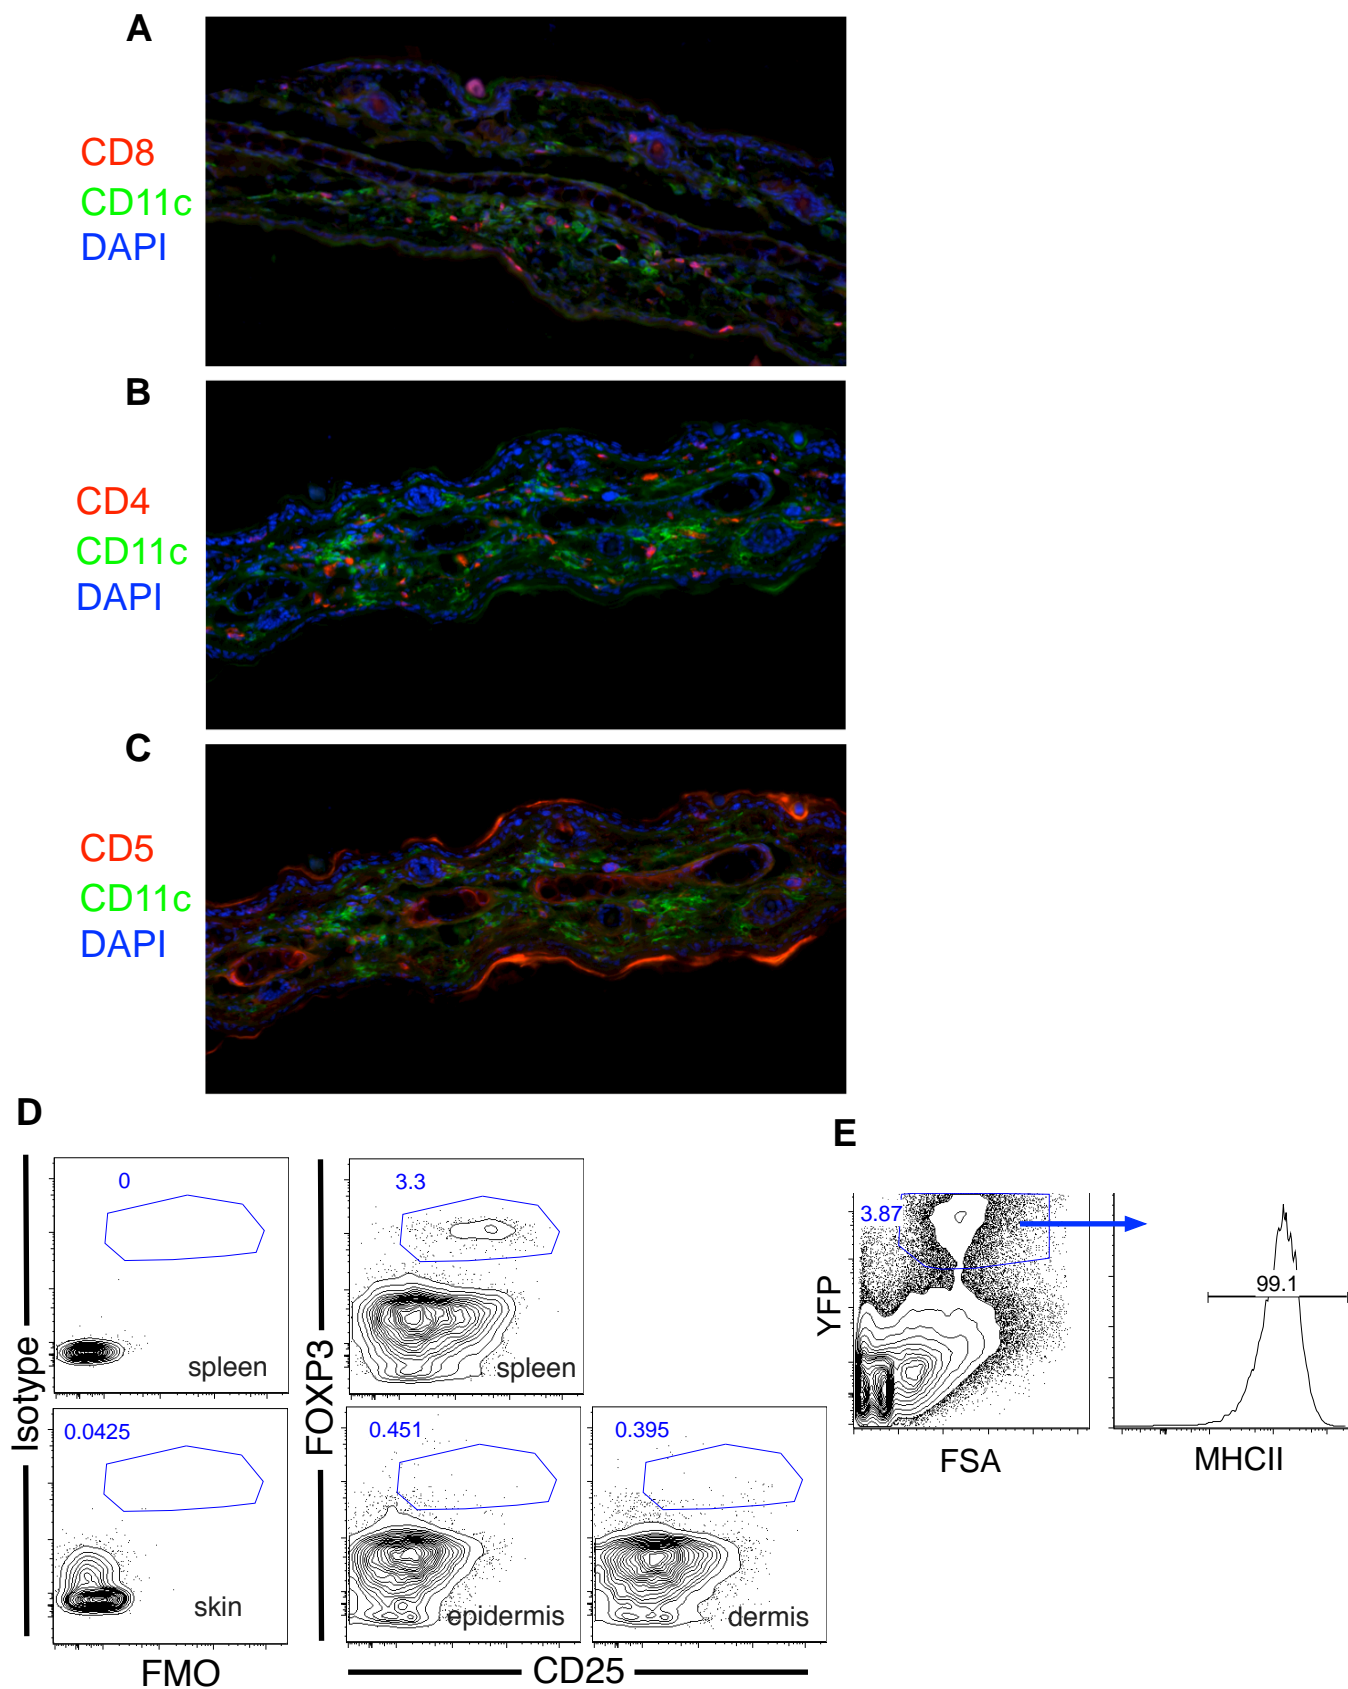 A
CD8
CD11c
DAPI
B
CD4
CD11c
DAPI
C
CD5
CD11c
DAPI
D
Isotype
0
spleen
0.0425
skin
FMO
FOXP3
3.3
spleen
0.451
epidermis
0.395
dermis
CD25
E
YFP
3.87
FSA
99.1
MHCII